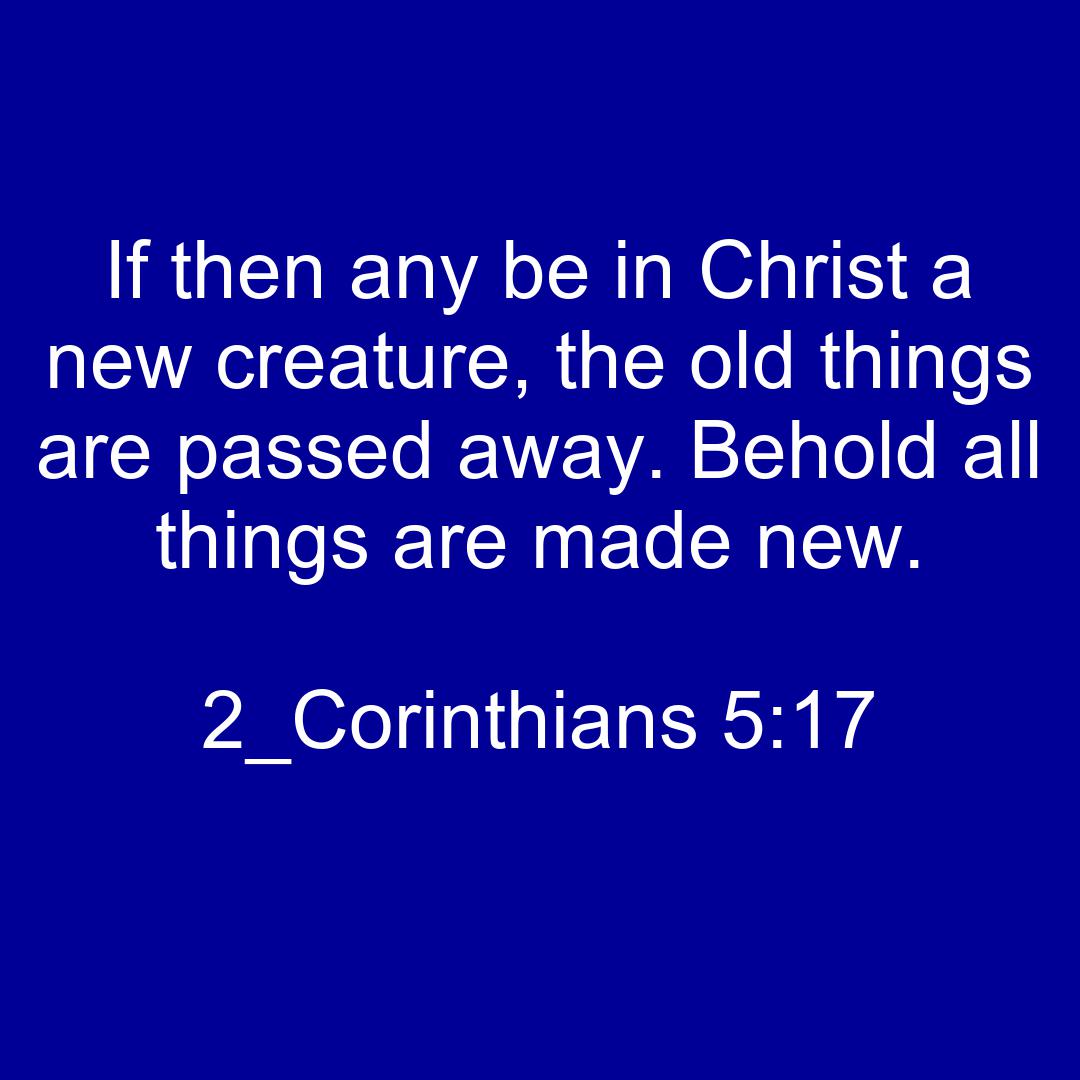 If then any be in Christ a
new creature, the old things
are passed away. Behold all
things are made new.
2_Corinthians 5:17